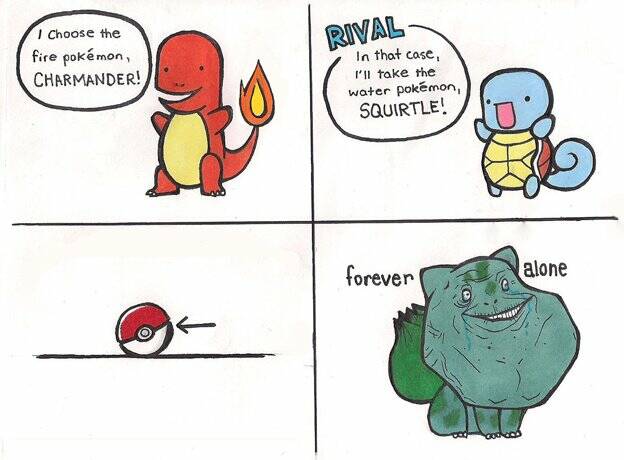 I Choose the
fire pokémon,
CHARMANDER!
RIVAL
In that case,
I'll take the
water pokémon,
SQUIRTLE!
forever alone